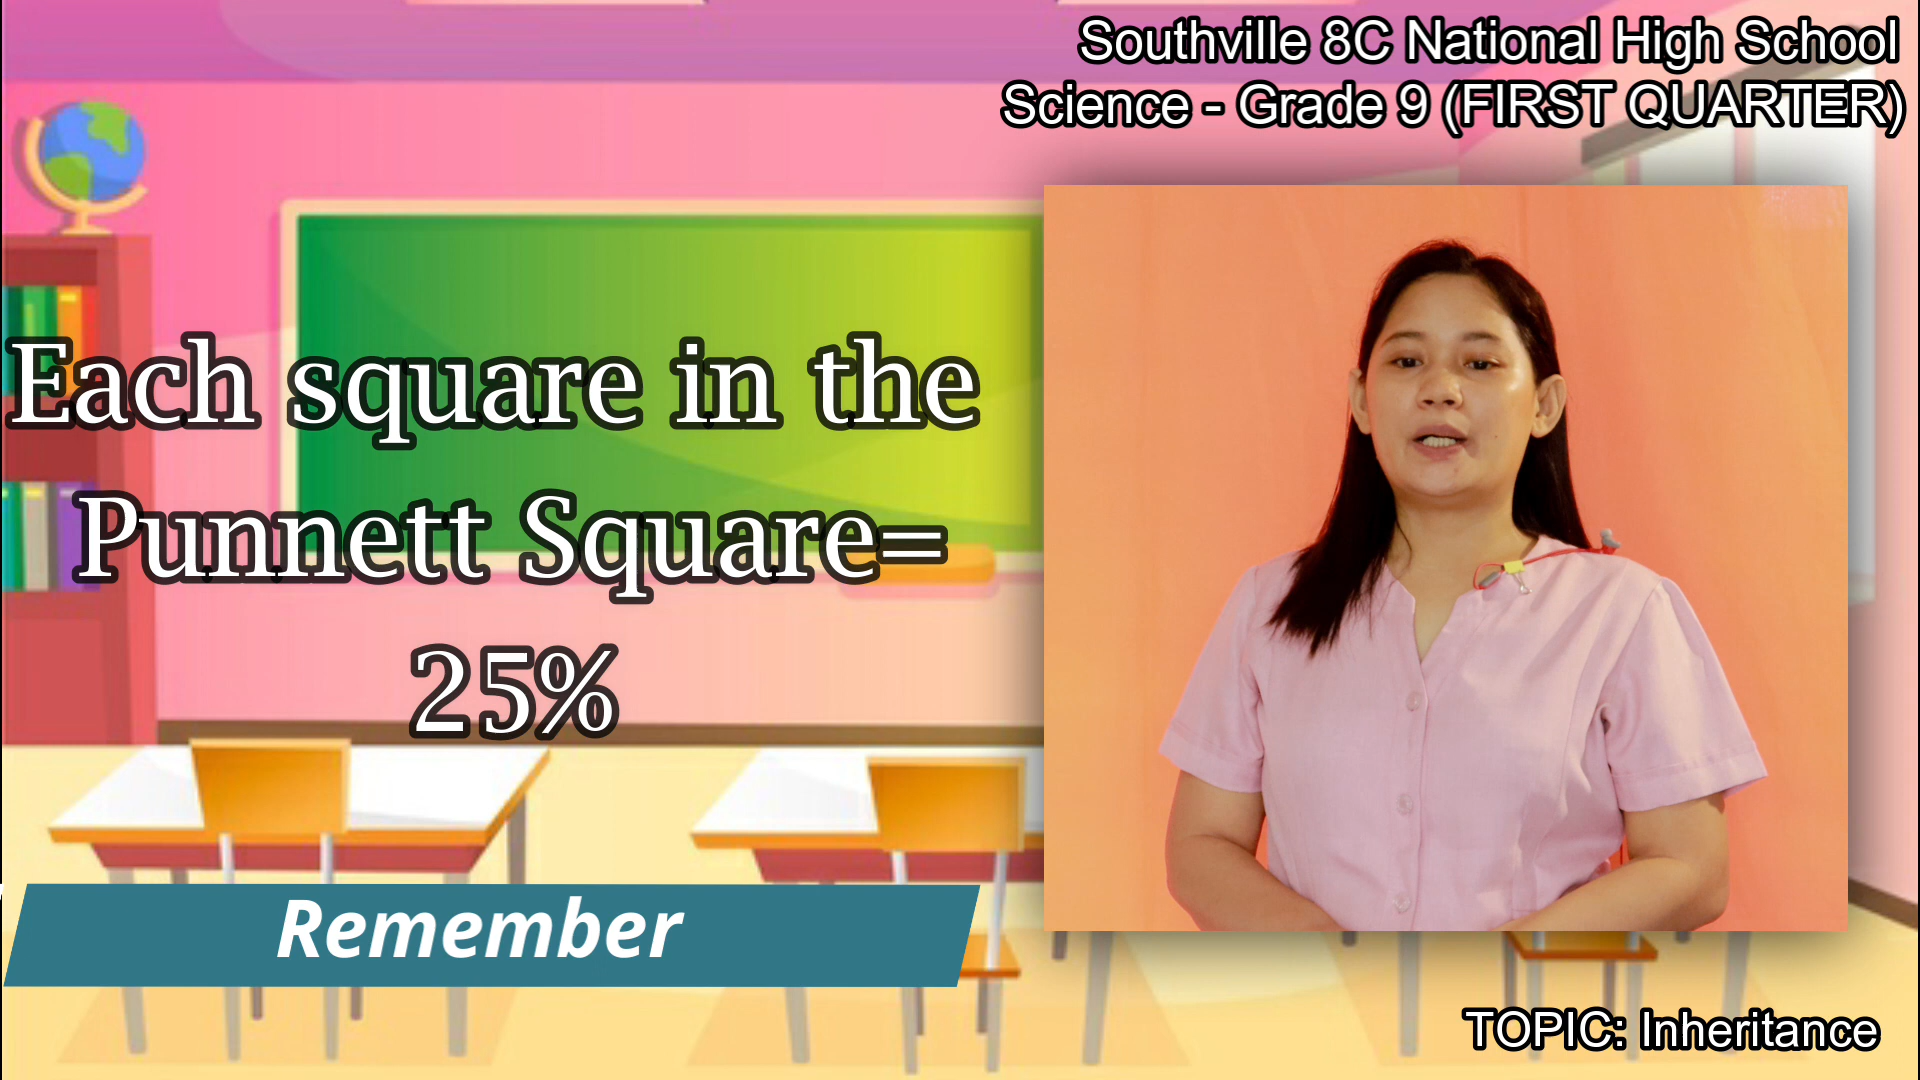 Southville 8C National High School
Science - Grade 9 (FIRST QUARTER)
Each square in the
Punnett Square=
25%
Remember
TOPIC: Inheritance